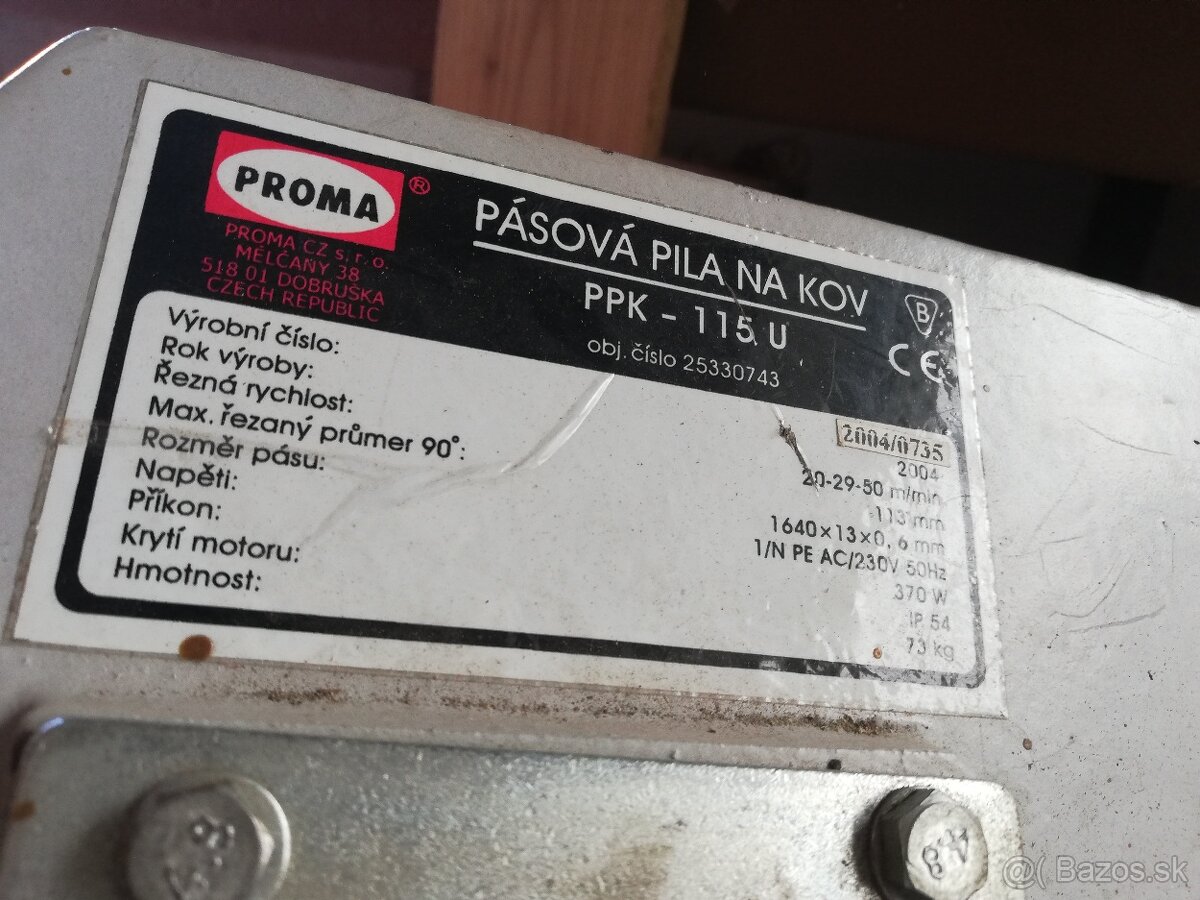 PROMA®
PROMA CZ s.r.o.
MĚLČANY 38
518 01 DOBRUŠKA
CZECH REPUBLIC
PÁSOVÁ PILA NA KOV
PPK - 115 U
obj. číslo 25330743
B
CE
Výrobní číslo: 2004/0735
Rok výroby: 2004
Řezná rychlost: 20-29-50 m/min
Max. řezaný průmer 90°: 113 mm
Rozměr pásu: 1640×13×0,6 mm
Napěti: 1/N PE AC/230V 50Hz
Příkon: 370 W
Krytí motoru: IP 54
Hmotnost: 73 kg
8.
4.8
@( Bazos.sk